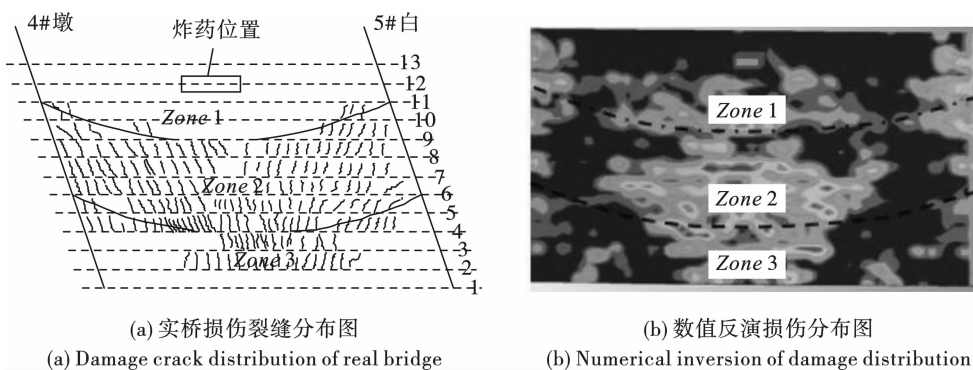 4#墩
5#白
炸药位置
13
12
11
10
9
8
7
6
5
4
3
2
1
Zone 1
Zone 2
Zone 3
(a) 实桥损伤裂缝分布图
(a) Damage crack distribution of real bridge
Zone 1
Zone 2
Zone 3
(b) 数值反演损伤分布图
(b) Numerical inversion of damage distribution